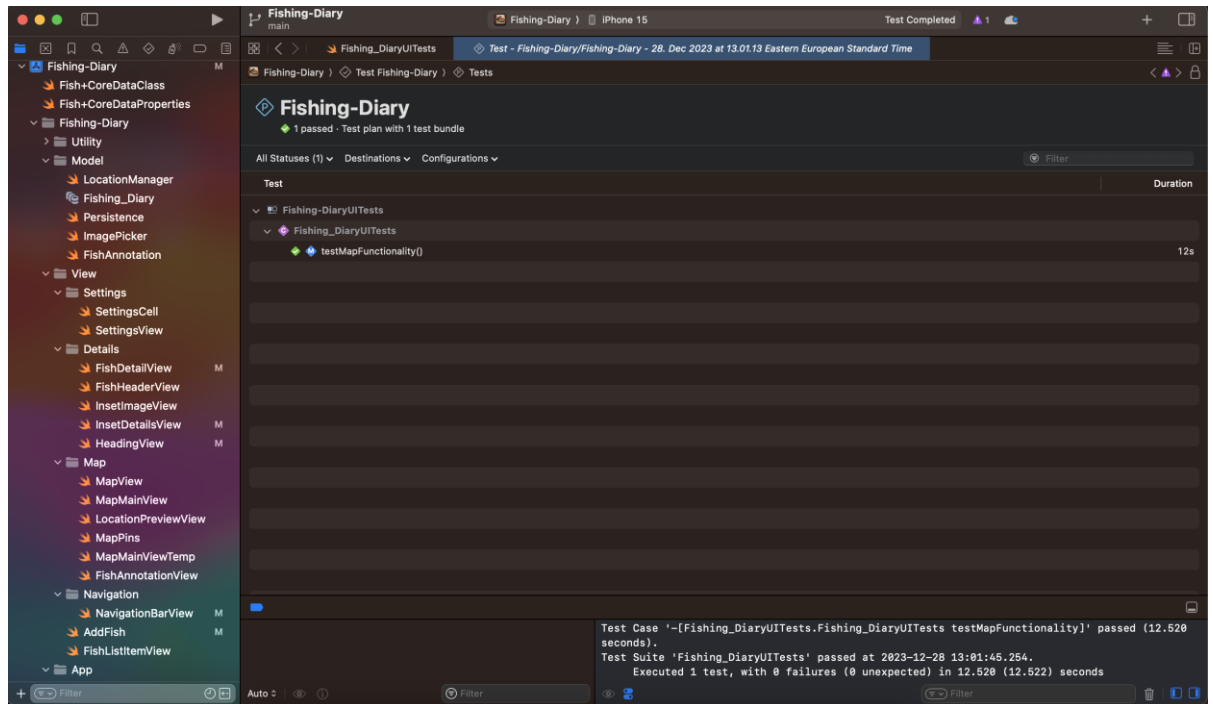 Fishing-Diary
main
Fishing-Diary 〉 iPhone 15
Test Completed
1
Fishing_DiaryUITests
Test - Fishing-Diary/Fishing-Diary - 28. Dec 2023 at 13.01.13 Eastern European Standard Time
Fishing-Diary M
Fish+CoreDataClass
Fish+CoreDataProperties
Fishing-Diary
Utility
Model
LocationManager
Fishing_Diary
Persistence
ImagePicker
FishAnnotation
View
Settings
SettingsCell
SettingsView
Details
FishDetailView M
FishHeaderView
InsetImageView
InsetDetailsView M
HeadingView M
Map
MapView
MapMainView
LocationPreviewView
MapPins
MapMainViewTemp
FishAnnotationView
Navigation
NavigationBarView M
AddFish M
FishListItemView
App
Filter
Fishing-Diary 〉 Test Fishing-Diary 〉 Tests
Fishing-Diary
1 passed · Test plan with 1 test bundle
All Statuses (1) Destinations Configurations
Filter
Test Duration
Fishing-DiaryUITests
C Fishing_DiaryUITests
M testMapFunctionality() 12s
Test Case '-[Fishing_DiaryUITests.Fishing_DiaryUITests testMapFunctionality]' passed (12.520
seconds).
Test Suite 'Fishing_DiaryUITests' passed at 2023-12-28 13:01:45.254.
Executed 1 test, with 0 failures (0 unexpected) in 12.520 (12.522) seconds
Auto
Filter
Filter